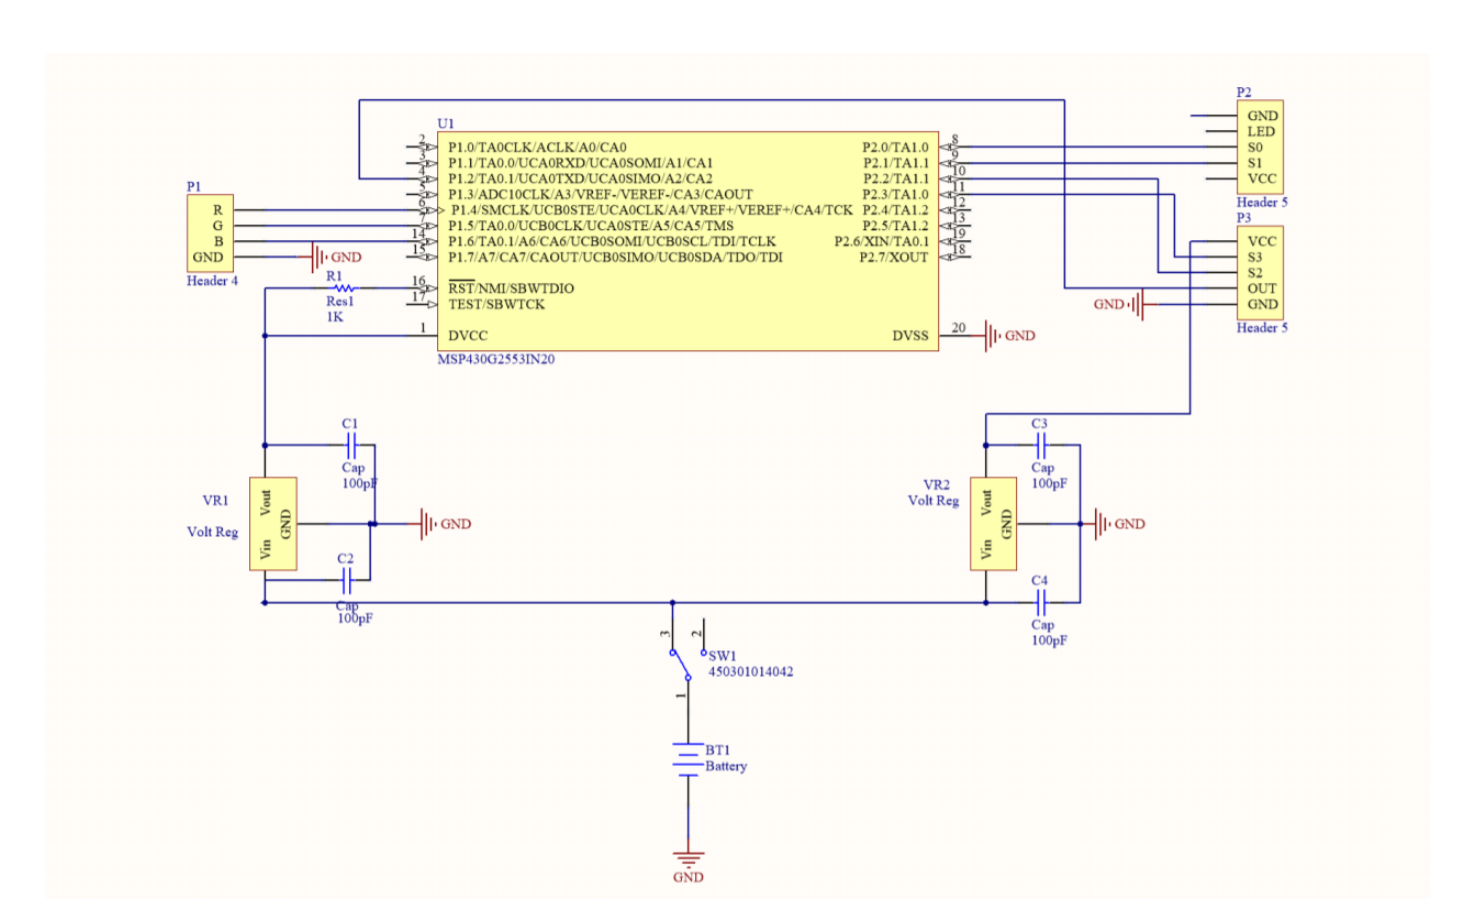 P2
GND
LED
S0
S1
VCC
Header 5
P3
VCC
S3
S2
OUT
GND
Header 5
GND
U1
2 P1.0/TA0CLK/ACLK/A0/CA0
3 P1.1/TA0.0/UCA0RXD/UCA0SOMI/A1/CA1
4 P1.2/TA0.1/UCA0TXD/UCA0SIMO/A2/CA2
5 P1.3/ADC10CLK/A3/VREF-/VEREF-/CA3/CAOUT
6 P1.4/SMCLK/UCB0STE/UCA0CLK/A4/VREF+/VEREF+/CA4/TCK
7 P1.5/TA0.0/UCB0CLK/UCA0STE/A5/CA5/TMS
14 P1.6/TA0.1/A6/CA6/UCB0SOMI/UCB0SCL/TDI/TCLK
15 P1.7/A7/CA7/CAOUT/UCB0SIMO/UCB0SDA/TDO/TDI
16 RST/NMI/SBWTDIO
17 TEST/SBWTCK
1 DVCC
P2.0/TA1.0 8
P2.1/TA1.1 9
P2.2/TA1.1 10
P2.3/TA1.0 11
P2.4/TA1.2 12
P2.5/TA1.2 13
P2.6/XIN/TA0.1 19
P2.7/XOUT 18
DVSS 20
GND
MSP430G2553IN20
P1
R
G
B
GND
Header 4
GND
R1
Res1
1K
C1
Cap
100pF
VR1
Volt Reg
Vout
GND
Vin
GND
C2
Cap
100pF
C3
Cap
100pF
VR2
Volt Reg
Vout
GND
Vin
GND
C4
Cap
100pF
3
2
SW1
450301014042
1
BT1
Battery
GND